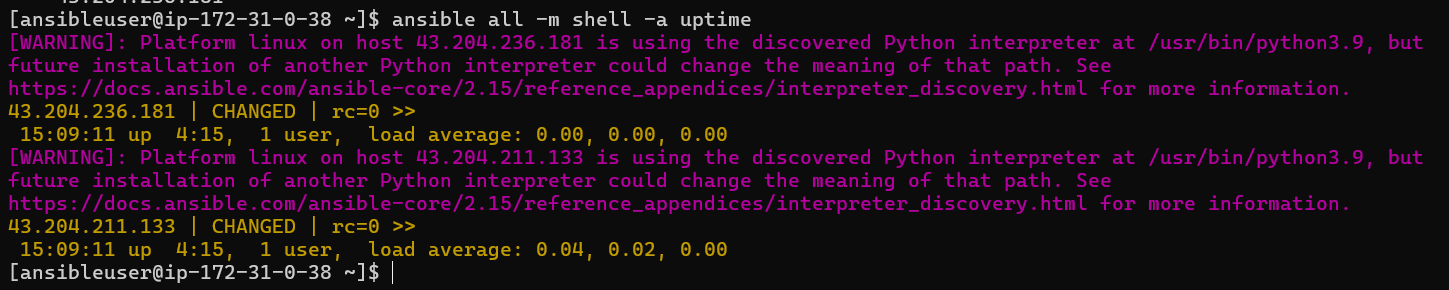 [ansibleuser@ip-172-31-0-38 ~]$ ansible all -m shell -a uptime
[WARNING]: Platform linux on host 43.204.236.181 is using the discovered Python interpreter at /usr/bin/python3.9, but
future installation of another Python interpreter could change the meaning of that path. See
https://docs.ansible.com/ansible-core/2.15/reference_appendices/interpreter_discovery.html for more information.
43.204.236.181 | CHANGED | rc=0 >>
 15:09:11 up  4:15,  1 user,  load average: 0.00, 0.00, 0.00
[WARNING]: Platform linux on host 43.204.211.133 is using the discovered Python interpreter at /usr/bin/python3.9, but
future installation of another Python interpreter could change the meaning of that path. See
https://docs.ansible.com/ansible-core/2.15/reference_appendices/interpreter_discovery.html for more information.
43.204.211.133 | CHANGED | rc=0 >>
 15:09:11 up  4:15,  1 user,  load average: 0.04, 0.02, 0.00
[ansibleuser@ip-172-31-0-38 ~]$